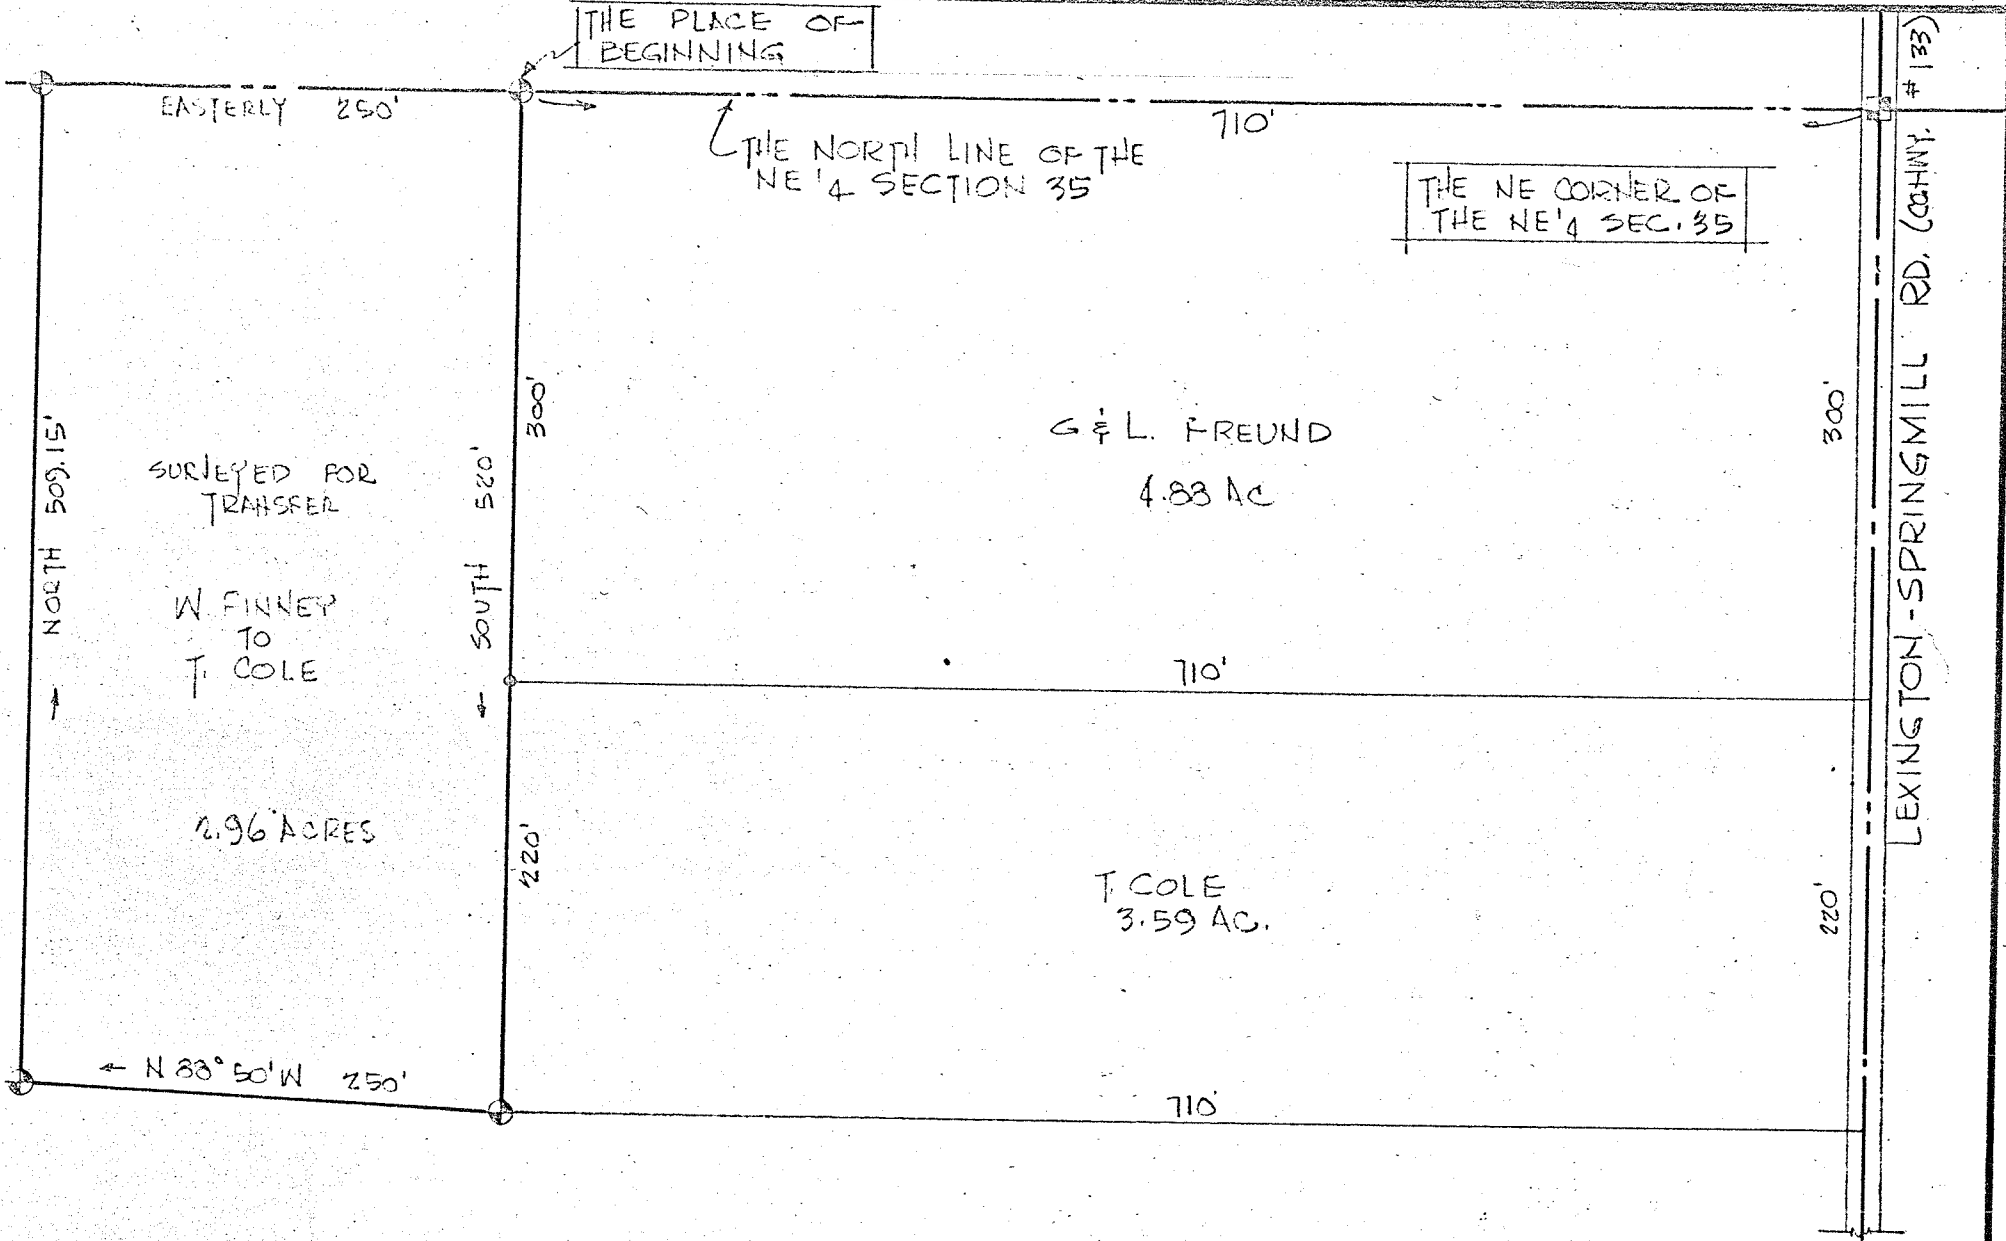 THE PLACE OF
BEGINNING
EASTERLY 250'
710'
THE NORTH LINE OF THE
NE 1/4 SECTION 35
THE NE CORNER OF
THE NE 1/4 SEC. 35
LEXINGTON-SPRINGMILL RD. (CO. HWY. #133)
NORTH 509.15'
SURVEYED FOR
TRANSFER
W. FINNEY
TO
T. COLE
2.96 ACRES
SOUTH 520'
300'
G & L. FREUND
4.88 AC
300'
710'
220'
T. COLE
3.59 AC.
220'
N 88° 50' W 250'
710'